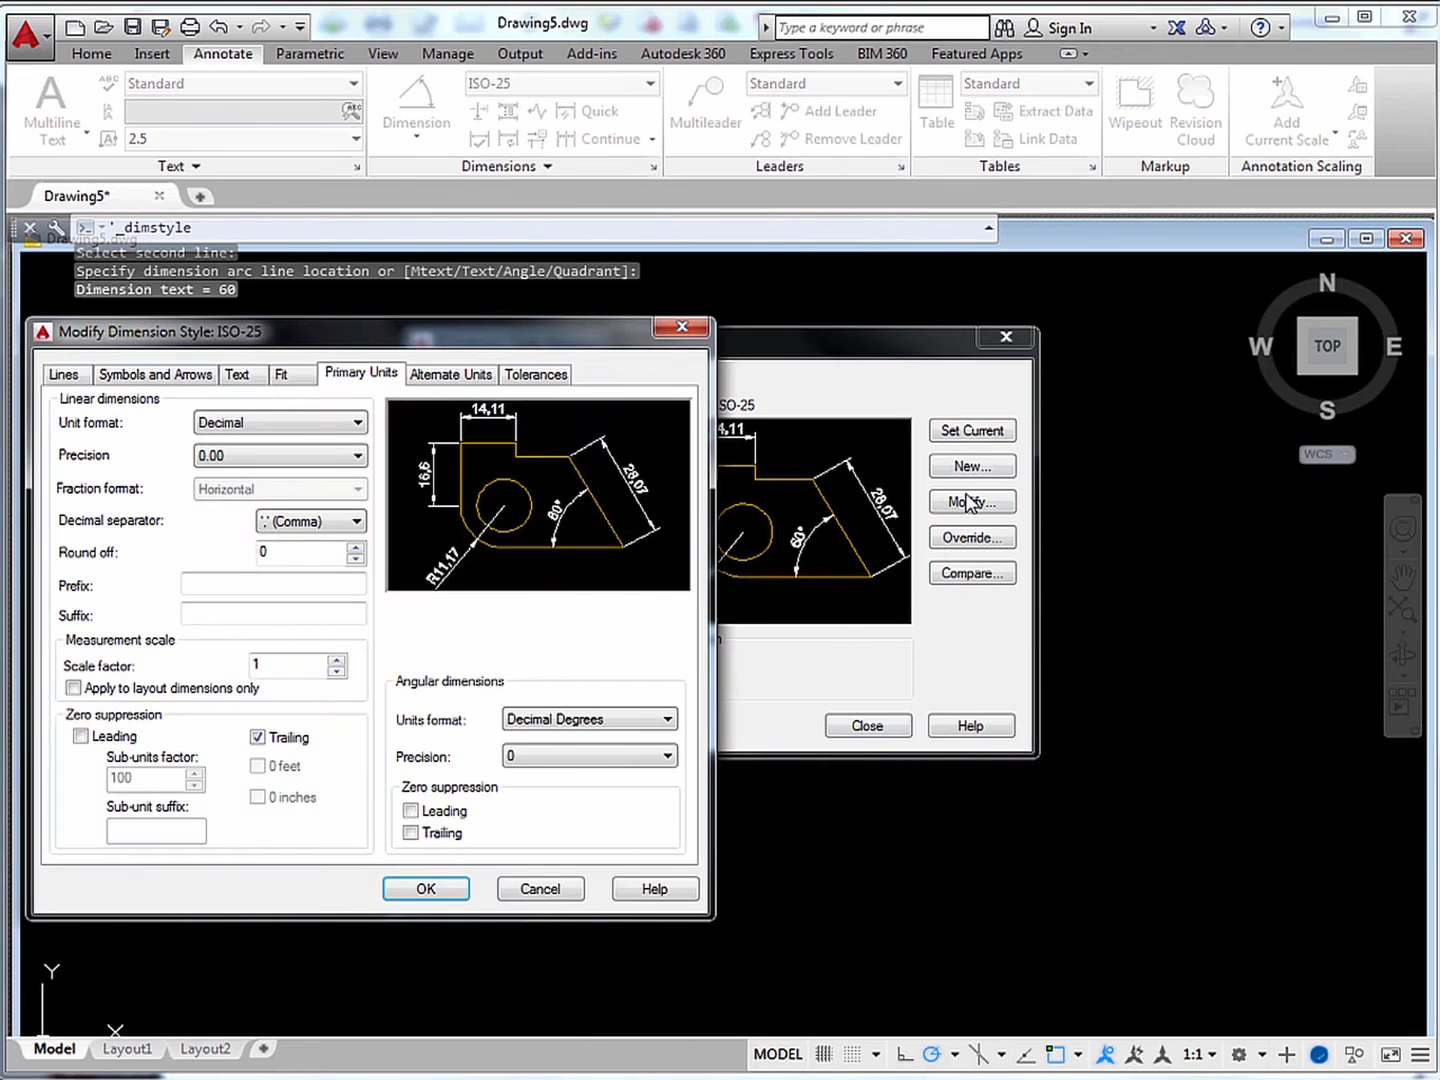 Drawing5.dwg
Type a keyword or phrase
Sign In
Home Insert Annotate Parametric View Manage Output Add-ins Autodesk 360 Express Tools BIM 360 Featured Apps
Multiline
Text
Standard
2.5
Text
Dimension
ISO-25
Quick
Continue
Dimensions
Multileader
Standard
Add Leader
Remove Leader
Leaders
Table
Standard
Extract Data
Link Data
Tables
Wipeout
Revision
Cloud
Markup
Add
Current Scale
Annotation Scaling
Drawing5*
'_dimstyle
Drawing5.dwg
Select second line:
Specify dimension arc line location or [Mtext/Text/Angle/Quadrant]:
Dimension text = 60
N
W TOP E
S
WCS
Modify Dimension Style: ISO-25
Lines Symbols and Arrows Text Fit Primary Units Alternate Units Tolerances
Linear dimensions
Unit format: Decimal
Precision 0.00
Fraction format: Horizontal
Decimal separator: ',' (Comma)
Round off: 0
Prefix:
Suffix:
Measurement scale
Scale factor: 1
Apply to layout dimensions only
Zero suppression
Leading
Sub-units factor:
100
Sub-unit suffix:
Trailing
0 feet
0 inches
14,11
16,6
28,07
60°
R11,17
Angular dimensions
Units format: Decimal Degrees
Precision: 0
Zero suppression
Leading
Trailing
OK Cancel Help
ISO-25
4,11
28,07
60°
Set Current
New...
Modify...
Override...
Compare...
Close Help
Y
X
Model Layout1 Layout2
MODEL 1:1